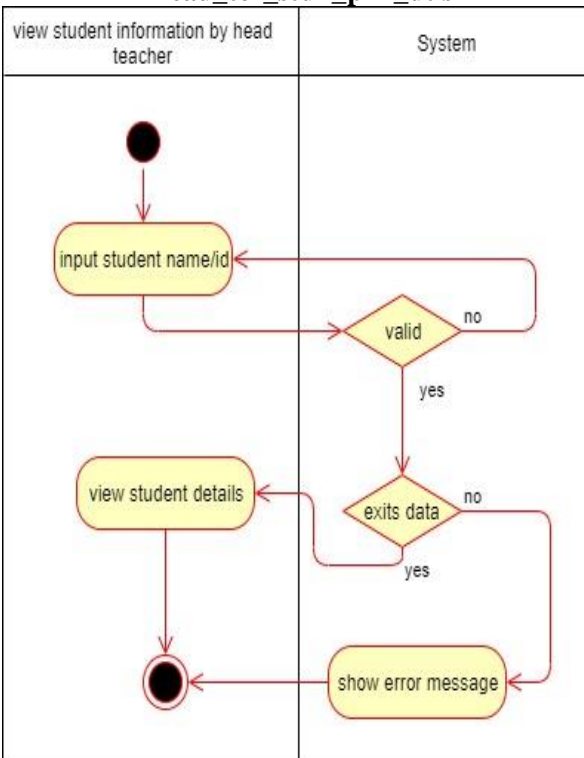 view student information by head
teacher
System
input student name/id
valid
no
yes
view student details
exits data
no
yes
show error message